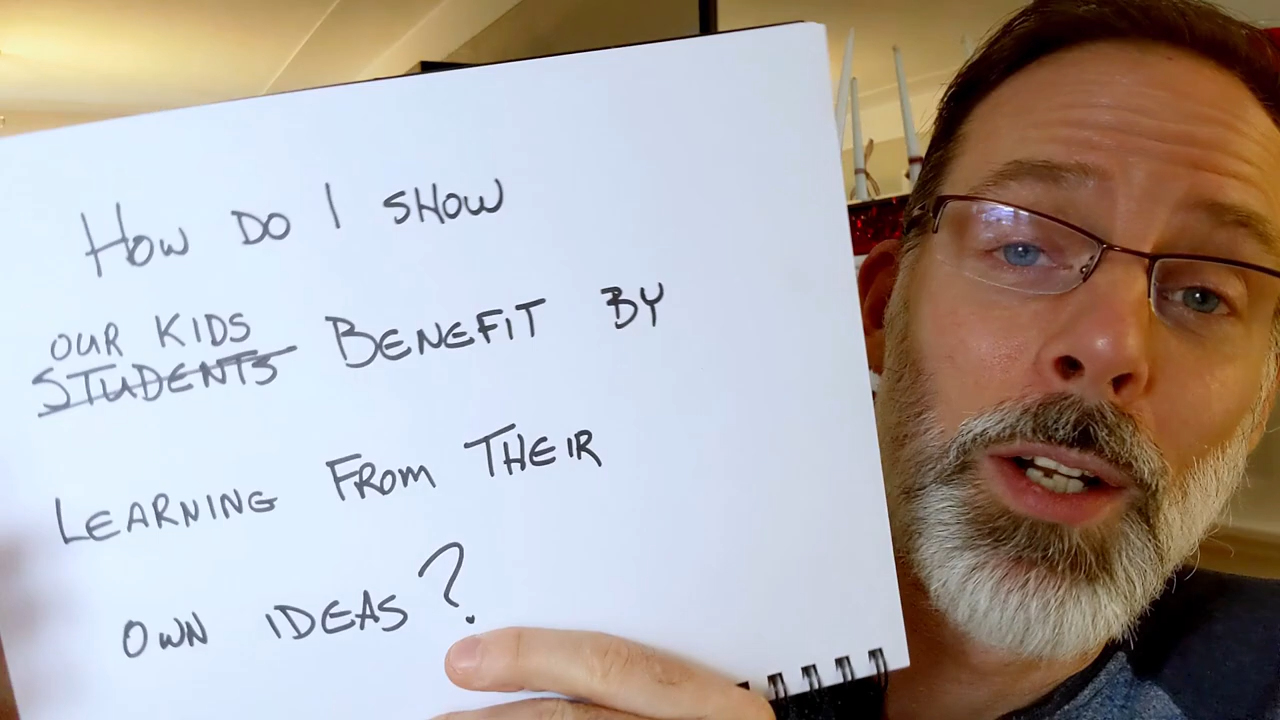 How DO I SHOW
OUR KIDS
STUDENTS BENEFIT BY
LEARNING FROM THEIR
OWN IDEAS?